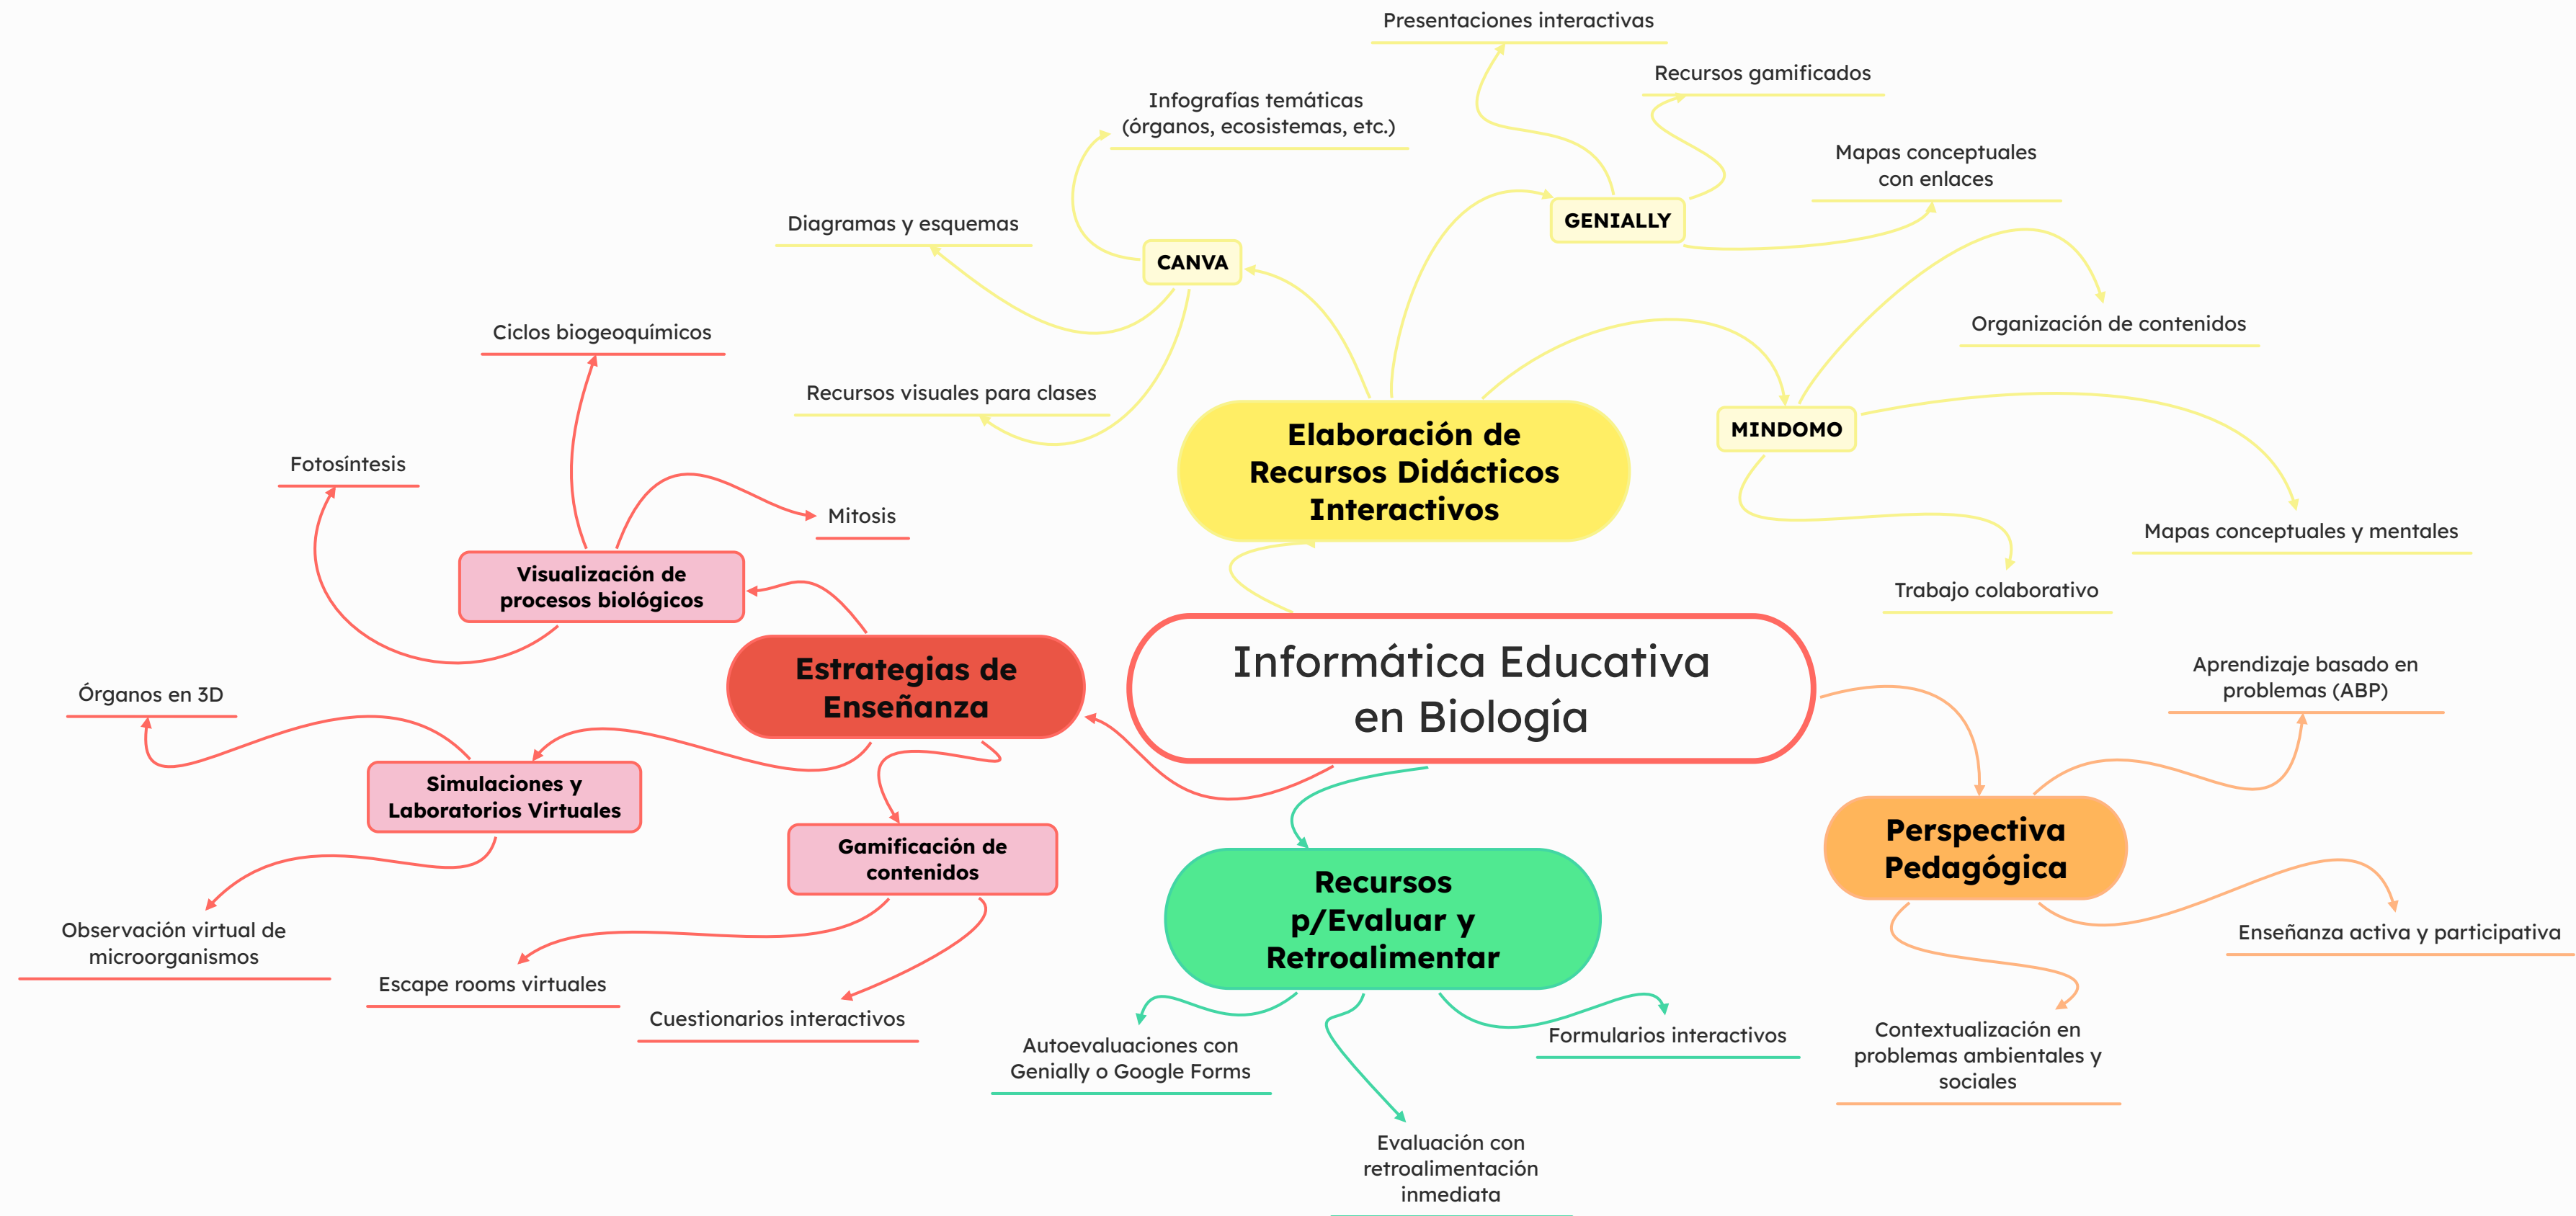 Presentaciones interactivas
Recursos gamificados
Infografías temáticas
(órganos, ecosistemas, etc.)
Mapas conceptuales
con enlaces
Diagramas y esquemas
GENIALLY
CANVA
Organización de contenidos
Ciclos biogeoquímicos
Recursos visuales para clases
Elaboración de
Recursos Didácticos
Interactivos
MINDOMO
Fotosíntesis
Mitosis
Mapas conceptuales y mentales
Visualización de
procesos biológicos
Trabajo colaborativo
Estrategias de
Enseñanza
Informática Educativa
en Biología
Aprendizaje basado en
problemas (ABP)
Órganos en 3D
Simulaciones y
Laboratorios Virtuales
Gamificación de
contenidos
Perspectiva
Pedagógica
Recursos
p/Evaluar y
Retroalimentar
Observación virtual de
microorganismos
Enseñanza activa y participativa
Escape rooms virtuales
Cuestionarios interactivos
Autoevaluaciones con
Genially o Google Forms
Formularios interactivos
Contextualización en
problemas ambientales y
sociales
Evaluación con
retroalimentación
inmediata